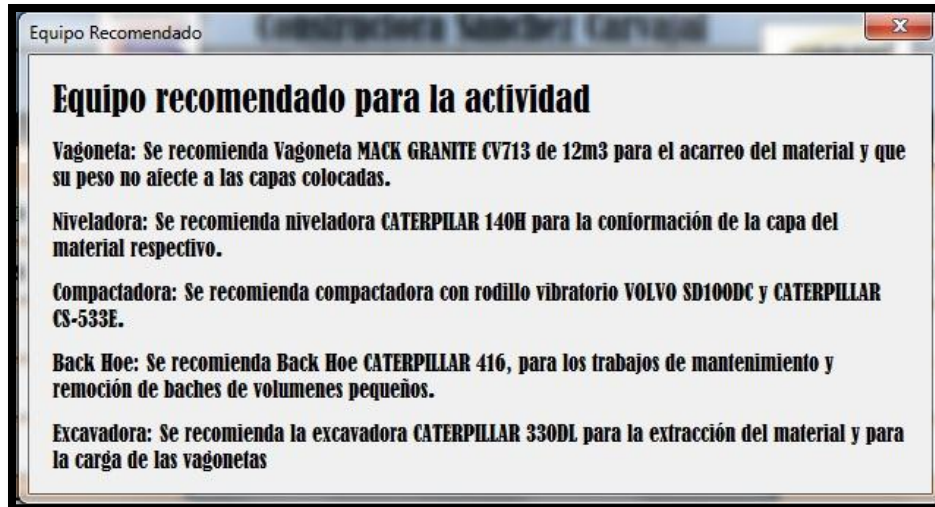 Constructora Sánchez Carvajal
Equipo Recomendado
Equipo recomendado para la actividad
Vagoneta: Se recomienda Vagoneta MACK GRANITE CV713 de 12m3 para el acarreo del material y que
su peso no afecte a las capas colocadas.
Niveladora: Se recomienda niveladora CATERPILAR 140H para la conformación de la capa del
material respectivo.
Compactadora: Se recomienda compactadora con rodillo vibratorio VOLVO SD100DC y CATERPILLAR
CS-533E.
Back Hoe: Se recomienda Back Hoe CATERPILLAR 416, para los trabajos de mantenimiento y
remoción de baches de volumenes pequeños.
Excavadora: Se recomienda la excavadora CATERPILLAR 330DL para la extracción del material y para
la carga de las vagonetas